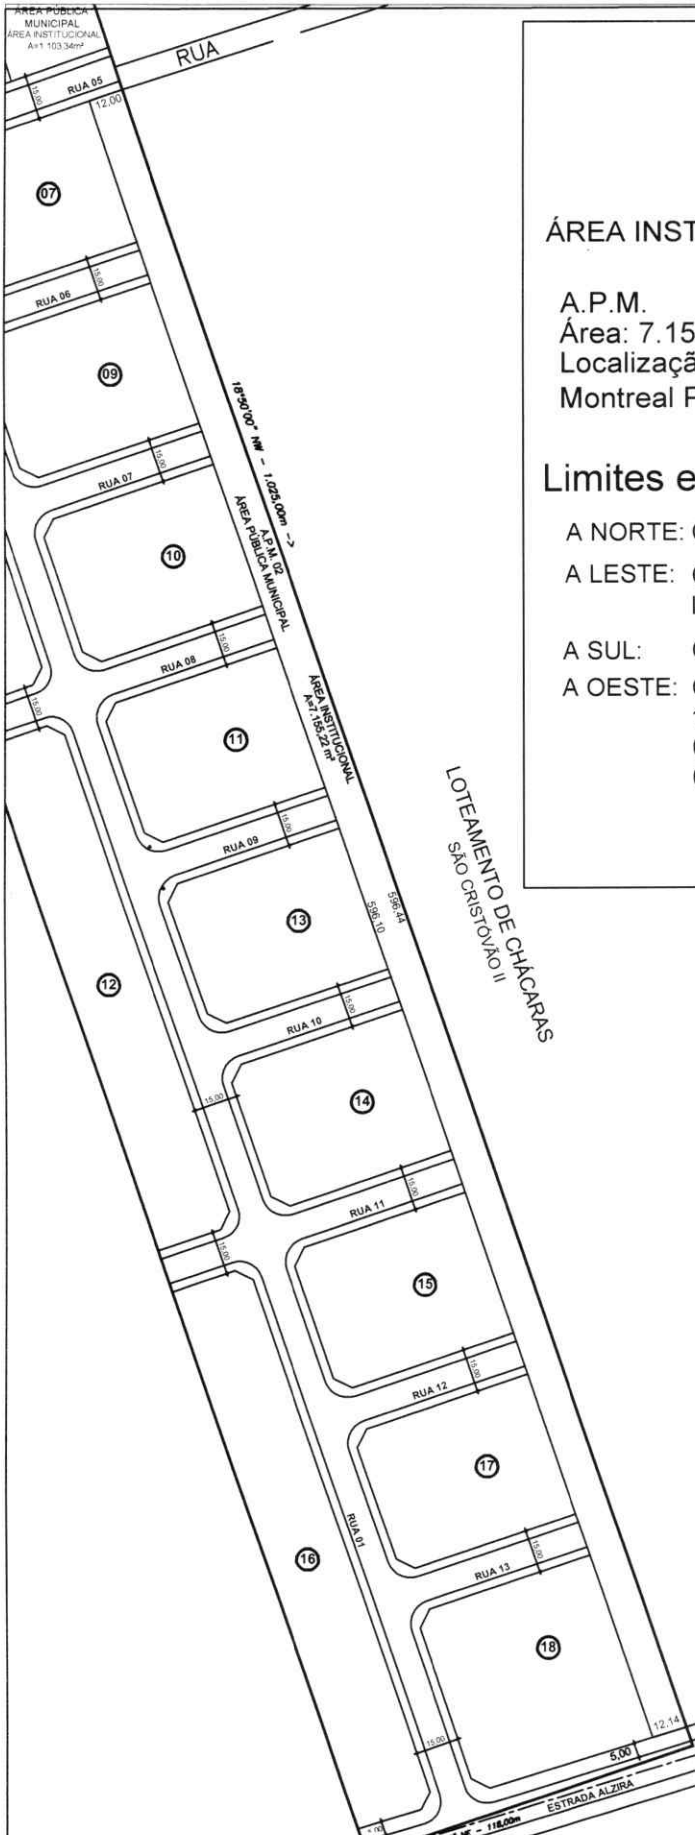 ÁREA PÚBLICA
MUNICIPAL
ÁREA INSTITUCIONAL
A=1.103,34m²
RUA
15,00
RUA 05
12,00
07
15,00
RUA 06
09
18°50'00" NW - 1.025,00m ->
15,00
RUA 07
A.P.M. 02
ÁREA PÚBLICA MUNICIPAL
10
15,00
RUA 08
ÁREA INSTITUCIONAL
A=7.155,22 m²
15,00
11
15,00
RUA 09
LOTEAMENTO DE CHÁCARAS
SÃO CRISTÓVÃO II
596,44
596,10
13
12
15,00
RUA 10
15,00
14
15,00
RUA 11
15,00
15
15,00
RUA 12
17
RUA 01
16
15,00
RUA 13
18
15,00
12,14
5,00
ESTRADA ALZIRA
118,00m
ÁREA INST
A.P.M.
Área: 7.15
Localizaçã
Montreal
Limites e
A NORTE:
A LESTE:
A SUL:
A OESTE: